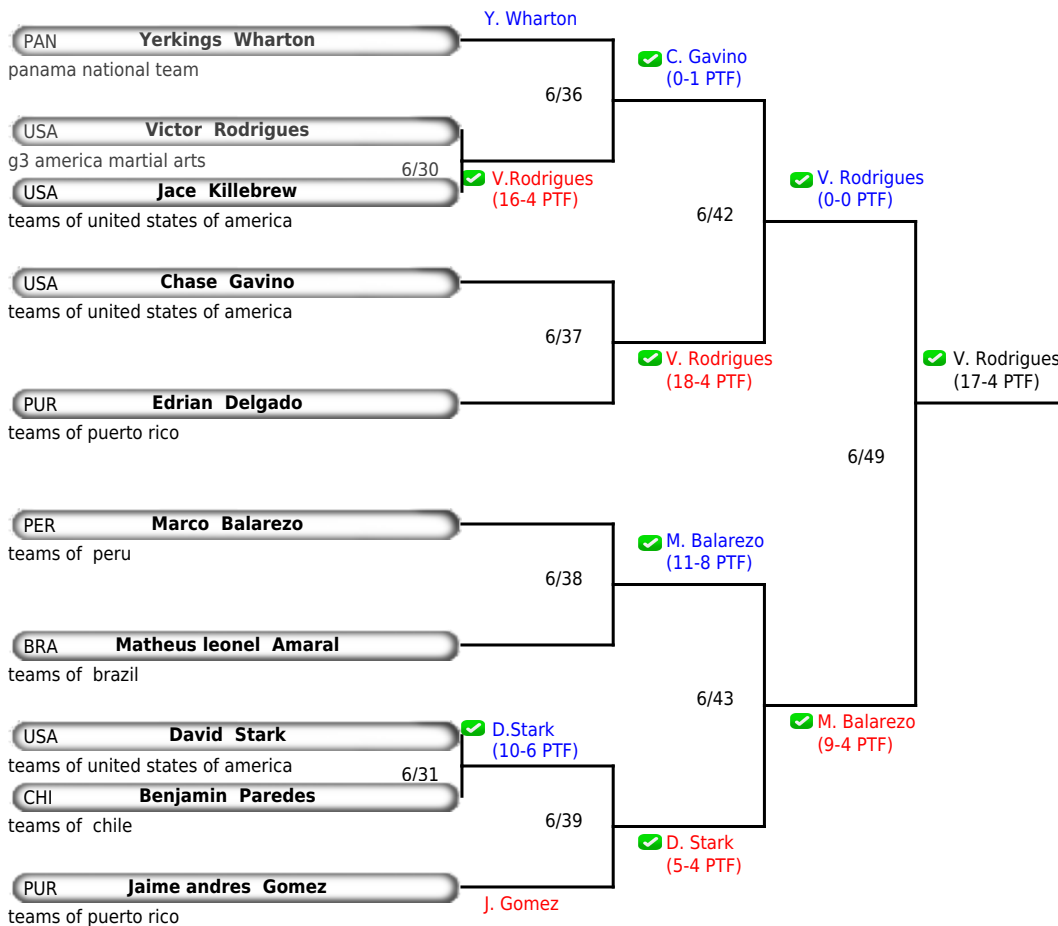 Y. Wharton
PAN Yerkings Wharton
panama national team
C. Gavino
(0-1 PTF)
6/36
USA Victor Rodrigues
g3 america martial arts
6/30
V.Rodrigues
(16-4 PTF)
USA Jace Killebrew
teams of united states of america
V. Rodrigues
(0-0 PTF)
6/42
USA Chase Gavino
teams of united states of america
6/37
V. Rodrigues
(18-4 PTF)
V. Rodrigues
(17-4 PTF)
PUR Edrian Delgado
teams of puerto rico
6/49
PER Marco Balarezo
teams of peru
M. Balarezo
(11-8 PTF)
6/38
BRA Matheus leonel Amaral
teams of brazil
6/43
M. Balarezo
(9-4 PTF)
USA David Stark
teams of united states of america
D.Stark
(10-6 PTF)
6/31
CHI Benjamin Paredes
teams of chile
6/39
D. Stark
(5-4 PTF)
PUR Jaime andres Gomez
teams of puerto rico
J. Gomez